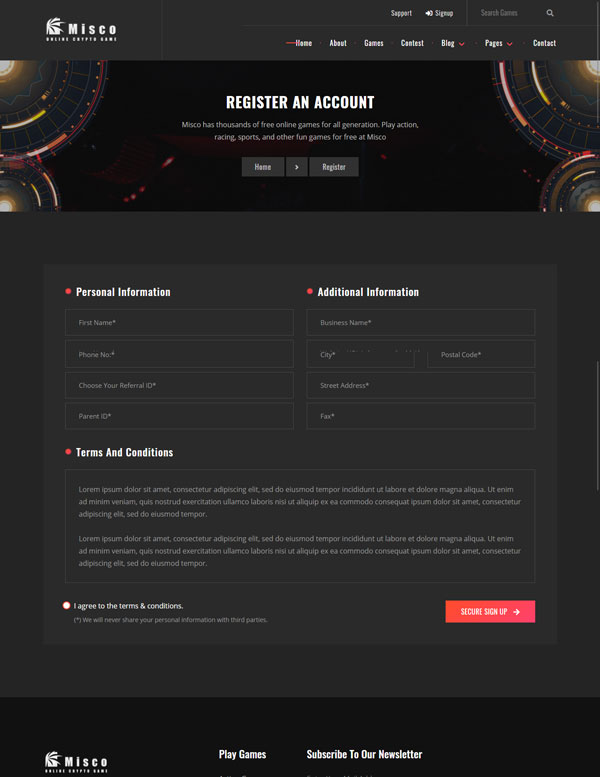 Support
Signup
Search Games
Misco
ONLINE CRYPTO GAME
Home
About
Games
Contest
Blog
Pages
Contact
REGISTER AN ACCOUNT
Misco has thousands of free online games for all generation. Play action,
racing, sports, and other fun games for free at Misco
Home
Register
Personal Information
Additional Information
First Name*
Business Name*
Phone No:*
City*
Postal Code*
Choose Your Referral ID*
Street Address*
Parent ID*
Fax*
Terms And Conditions
Lorem ipsum dolor sit amet, consectetur adipiscing elit, sed do eiusmod tempor incididunt ut labore et dolore magna aliqua. Ut enim
ad minim veniam, quis nostrud exercitation ullamco laboris nisi ut aliquip ex ea commodo consequat ipsum dolor sit amet, consectetur
adipiscing elit, sed do eiusmod tempor.
Lorem ipsum dolor sit amet, consectetur adipiscing elit, sed do eiusmod tempor incididunt ut labore et dolore magna aliqua. Ut enim
ad minim veniam, quis nostrud exercitation ullamco laboris nisi ut aliquip ex ea commodo consequat ipsum dolor sit amet, consectetur
adipiscing elit, sed do eiusmod tempor.
I agree to the terms & conditions.
(*) We will never share your personal information with third parties.
SECURE SIGN UP
Misco
ONLINE CRYPTO GAME
Play Games
Subscribe To Our Newsletter